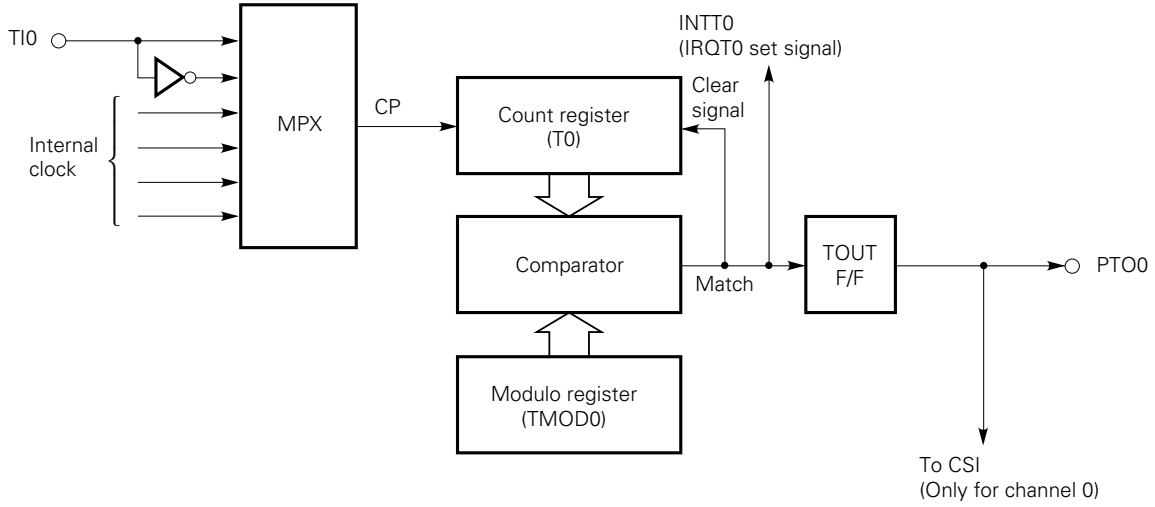 TI0
Internal
clock
MPX
CP
Count register
(T0)
Clear
signal
INTT0
(IRQT0 set signal)
Comparator
Match
Modulo register
(TMOD0)
TOUT
F/F
PTO0
To CSI
(Only for channel 0)